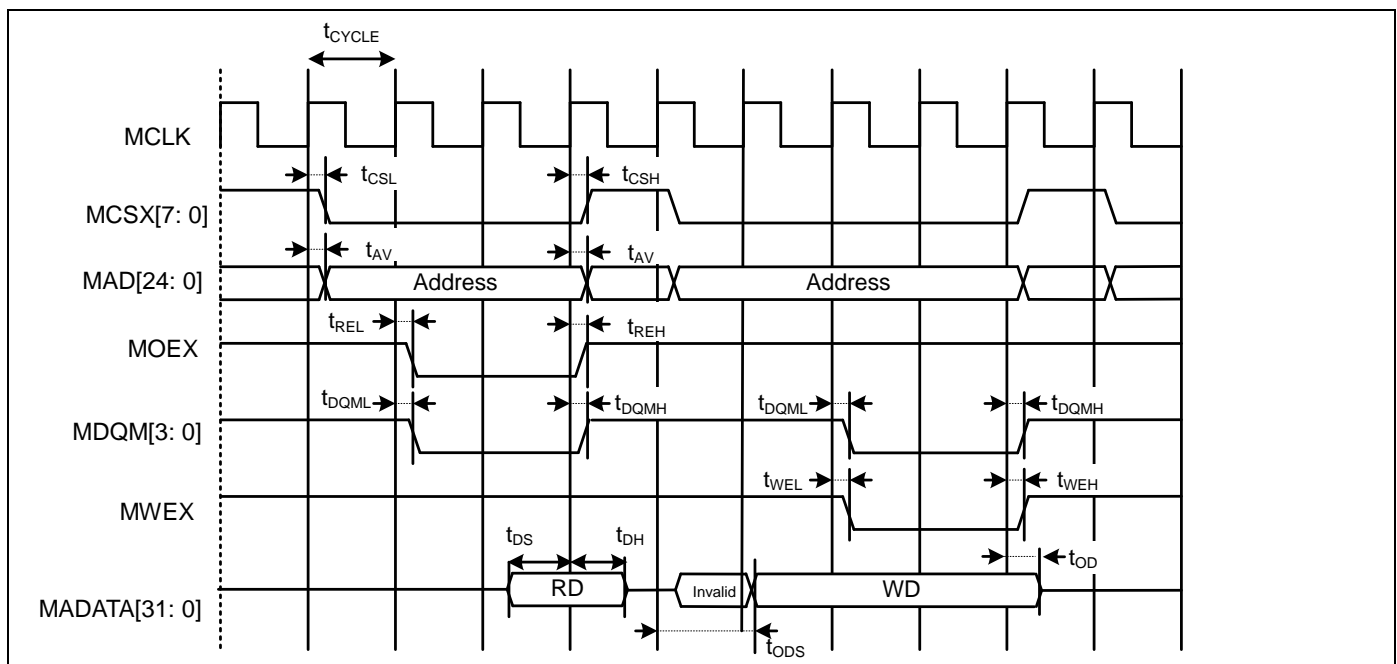 tCYCLE
MCLK
tCSL tCSH
MCSX[7: 0]
tAV tAV
MAD[24: 0] Address Address
tREL tREH
MOEX
tDQML tDQMH tDQML tDQMH
MDQM[3: 0]
tWEL tWEH
MWEX
tDS tDH
tOD
RD Invalid WD
MADATA[31: 0]
tODS